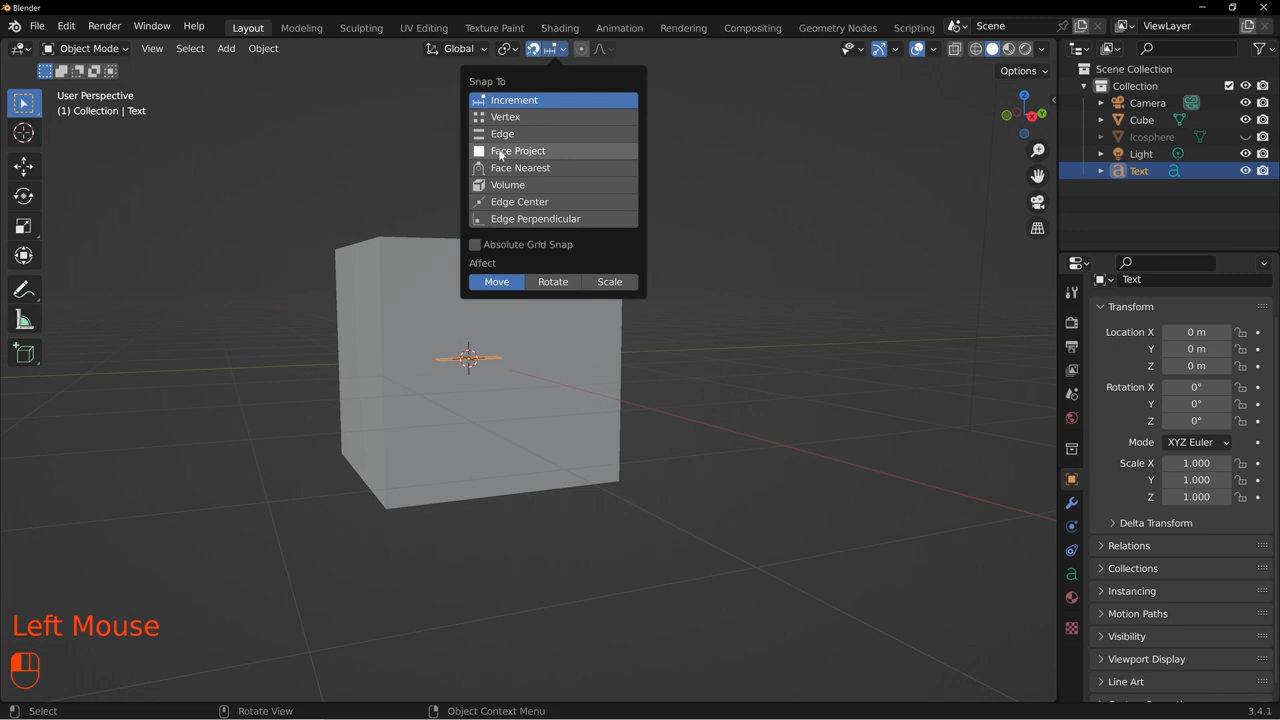 Blender
File Edit Render Window Help
Layout Modeling Sculpting UV Editing Texture Paint Shading Animation Rendering Compositing Geometry Nodes Scripting
Scene
ViewLayer
Object Mode View Select Add Object
Global
Options
User Perspective
(1) Collection | Text
Snap To
Increment
Vertex
Edge
Face Project
Face Nearest
Volume
Edge Center
Edge Perpendicular
Absolute Grid Snap
Affect
Move Rotate Scale
Z
X
Y
Scene Collection
Collection
Camera
Cube
Icosphere
Light
Text
Text
Transform
Location X 0 m
Y 0 m
Z 0 m
Rotation X 0°
Y 0°
Z 0°
Mode XYZ Euler
Scale X 1.000
Y 1.000
Z 1.000
Delta Transform
Relations
Collections
Instancing
Motion Paths
Visibility
Viewport Display
Line Art
Left Mouse
Select
Rotate View
Object Context Menu
3.4.1